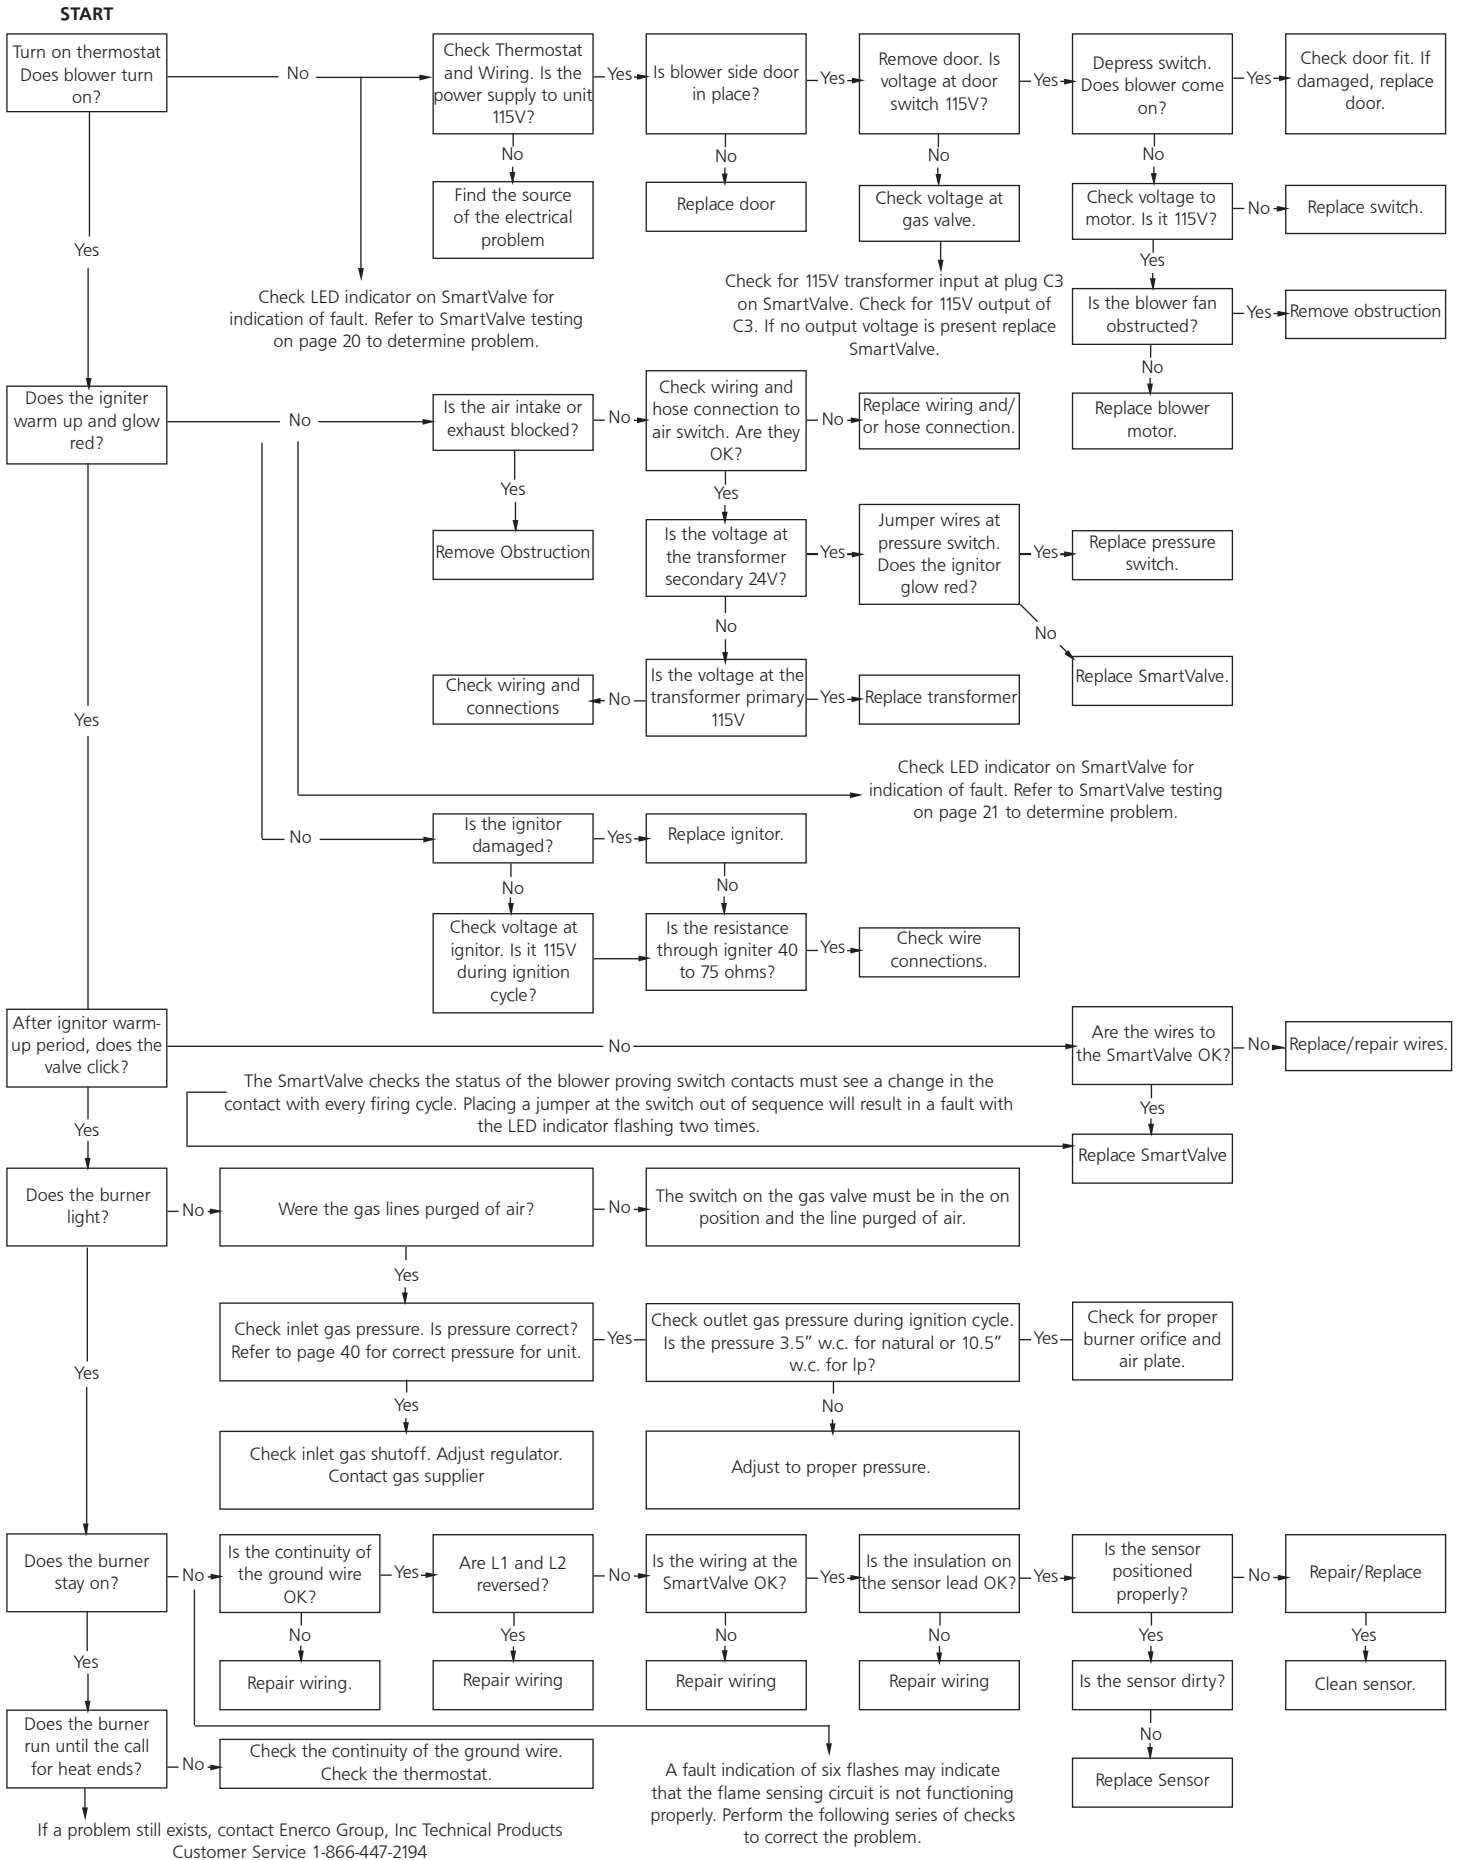 START
Turn on thermostat
Does blower turn
on?
No
Check Thermostat
and Wiring. Is the
power supply to unit
115V?
Yes
Is blower side door
in place?
Yes
Remove door. Is
voltage at door
switch 115V?
Yes
Depress switch.
Does blower come
on?
Yes
Check door fit. If
damaged, replace
door.
No
No
No
No
Find the source
of the electrical
problem
Replace door
Check voltage at
gas valve.
Check voltage to
motor. Is it 115V?
No
Replace switch.
Yes
Yes
Check LED indicator on SmartValve for
indication of fault. Refer to SmartValve testing
on page 20 to determine problem.
Check for 115V transformer input at plug C3
on SmartValve. Check for 115V output of
C3. If no output voltage is present replace
SmartValve.
Is the blower fan
obstructed?
Yes
Remove obstruction
No
Replace blower
motor.
Does the igniter
warm up and glow
red?
No
Is the air intake or
exhaust blocked?
No
Check wiring and
hose connection to
air switch. Are they
OK?
No
Replace wiring and/
or hose connection.
Yes
Yes
Remove Obstruction
Is the voltage at
the transformer
secondary 24V?
Yes
Jumper wires at
pressure switch.
Does the ignitor
glow red?
Yes
Replace pressure
switch.
No
No
Replace SmartValve.
Check wiring and
connections
No
Is the voltage at the
transformer primary
115V
Yes
Replace transformer
Yes
Check LED indicator on SmartValve for
indication of fault. Refer to SmartValve testing
on page 21 to determine problem.
No
Is the ignitor
damaged?
Yes
Replace ignitor.
No
No
Check voltage at
ignitor. Is it 115V
during ignition
cycle?
Is the resistance
through igniter 40
to 75 ohms?
Yes
Check wire
connections.
After ignitor warm-
up period, does the
valve click?
No
Are the wires to
the SmartValve OK?
No
Replace/repair wires.
The SmartValve checks the status of the blower proving switch contacts must see a change in the
contact with every firing cycle. Placing a jumper at the switch out of sequence will result in a fault with
the LED indicator flashing two times.
Yes
Yes
Replace SmartValve
Does the burner
light?
No
Were the gas lines purged of air?
No
The switch on the gas valve must be in the on
position and the line purged of air.
Yes
Check inlet gas pressure. Is pressure correct?
Refer to page 40 for correct pressure for unit.
Yes
Check outlet gas pressure during ignition cycle.
Is the pressure 3.5” w.c. for natural or 10.5”
w.c. for lp?
Yes
Check for proper
burner orifice and
air plate.
Yes
Yes
No
Check inlet gas shutoff. Adjust regulator.
Contact gas supplier
Adjust to proper pressure.
Does the burner
stay on?
No
Is the continuity of
the ground wire
OK?
Yes
Are L1 and L2
reversed?
No
Is the wiring at the
SmartValve OK?
Yes
Is the insulation on
the sensor lead OK?
Yes
Is the sensor
positioned
properly?
No
Repair/Replace
No
Yes
No
No
Yes
Yes
Yes
Repair wiring.
Repair wiring
Repair wiring
Repair wiring
Is the sensor dirty?
Clean sensor.
Does the burner
run until the call
for heat ends?
No
Check the continuity of the ground wire.
Check the thermostat.
No
Replace Sensor
A fault indication of six flashes may indicate
that the flame sensing circuit is not functioning
properly. Perform the following series of checks
to correct the problem.
If a problem still exists, contact Enerco Group, Inc Technical Products
Customer Service 1-866-447-2194